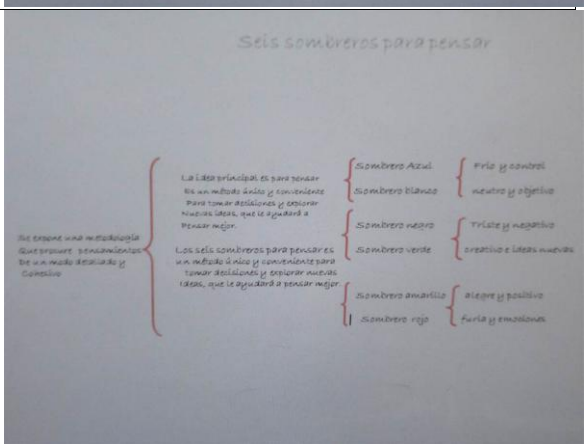 Seis sombreros para pensar
Se expone una metodología
Que procure pensamientos
De un modo detallado y
Cohesivo
La idea principal es para pensar
Es un método único y conveniente
Para tomar decisiones y explorar
Nuevas ideas, que le ayudará a
Pensar mejor.
Los seis sombreros para pensar es
un método único y conveniente para
tomar decisiones y explorar nuevas
Ideas, que le ayudará a pensar mejor.
Sombrero Azul
Frío y control
Sombrero blanco
neutro y objetivo
Sombrero negro
Triste y negativo
Sombrero verde
creativo e ideas nuevas
Sombrero amarillo
alegre y positivo
Sombrero rojo
furia y emociones